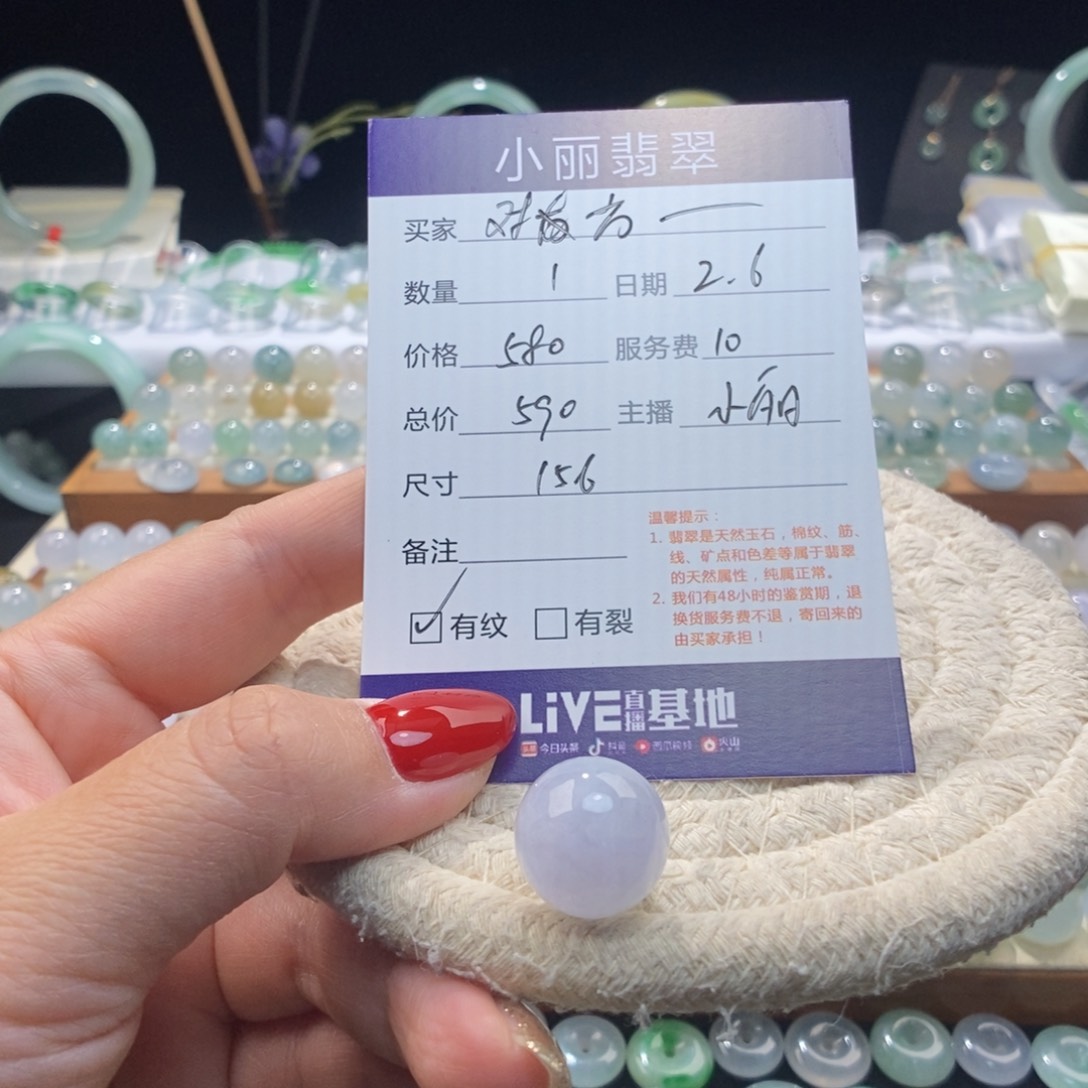 小丽翡翠
买家
数量 1 日期 2.6
价格 580 服务费 10
总价 590 主播 小丽
尺寸 156
备注
温馨提示：
1. 翡翠是天然玉石，棉纹、筋、
线、矿点和色差等属于翡翠
的天然属性，纯属正常。
2. 我们有48小时的鉴赏期，退
换货服务费不退，寄回来的
由买家承担！
有纹 有裂
LiVE直播基地
今日头条 抖音 西瓜视频 火山